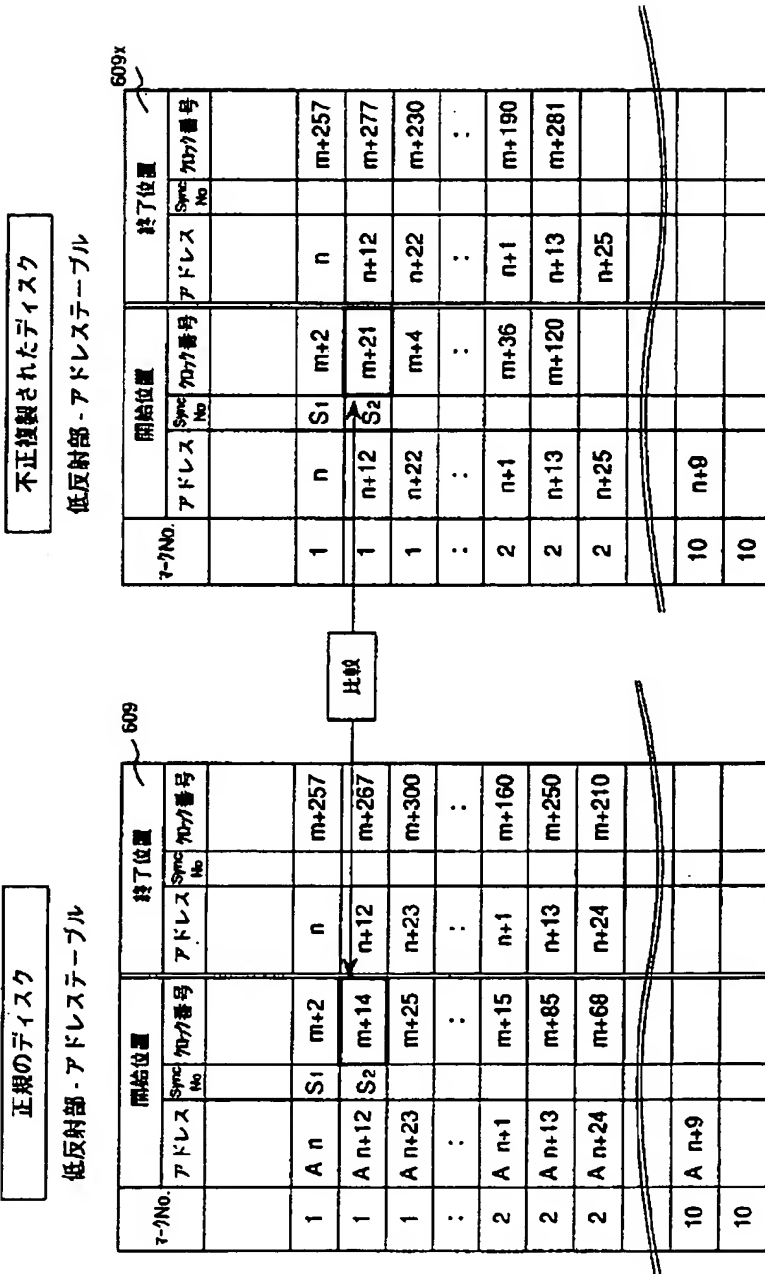 正規のディスク
低反射部-アドレステーブル
609
マークNo. 開始位置 終了位置
アドレス Sync No クロック番号 アドレス Sync No クロック番号
1 A n S1 m+2 n m+257
1 A n+12 S2 m+14 n+12 m+267
1 A n+23 m+25 n+23 m+300
: : : : :
2 A n+1 m+15 n+1 m+160
2 A n+13 m+85 n+13 m+250
2 A n+24 m+68 n+24 m+210
10 A n+9
10
比較
不正複製されたディスク
低反射部-アドレステーブル
609x
マークNo. 開始位置 終了位置
アドレス Sync No クロック番号 アドレス Sync No クロック番号
1 n S1 m+2 n m+257
1 n+12 S2 m+21 n+12 m+277
1 n+22 m+4 n+22 m+230
: : : : :
2 n+1 m+36 n+1 m+190
2 n+13 m+120 n+13 m+281
2 n+25 n+25
10 n+9
10